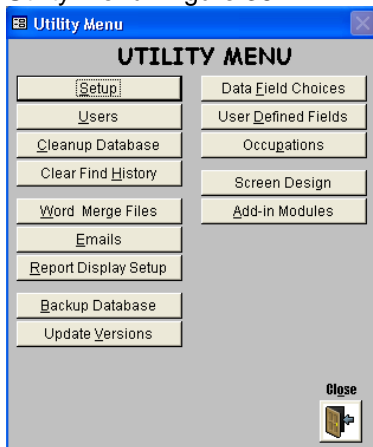 Utility Menu
UTILITY MENU
Setup
Users
Cleanup Database
Clear Find History
Word Merge Files
Emails
Report Display Setup
Backup Database
Update Versions
Data Field Choices
User Defined Fields
Occupations
Screen Design
Add-in Modules
Close